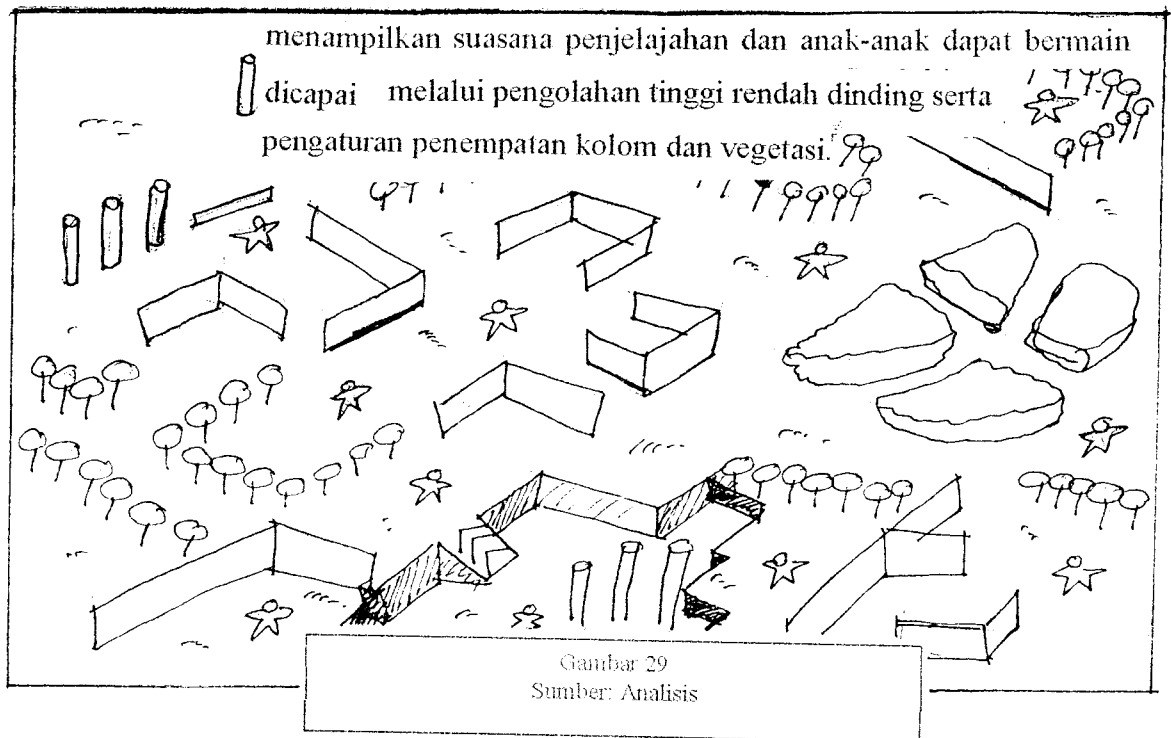 menampilkan suasana penjelajahan dan anak-anak dapat bermain
dicapai melalui pengolahan tinggi rendah dinding serta
pengaturan penempatan kolom dan vegetasi.
Gambar 29
Sumber: Analisis